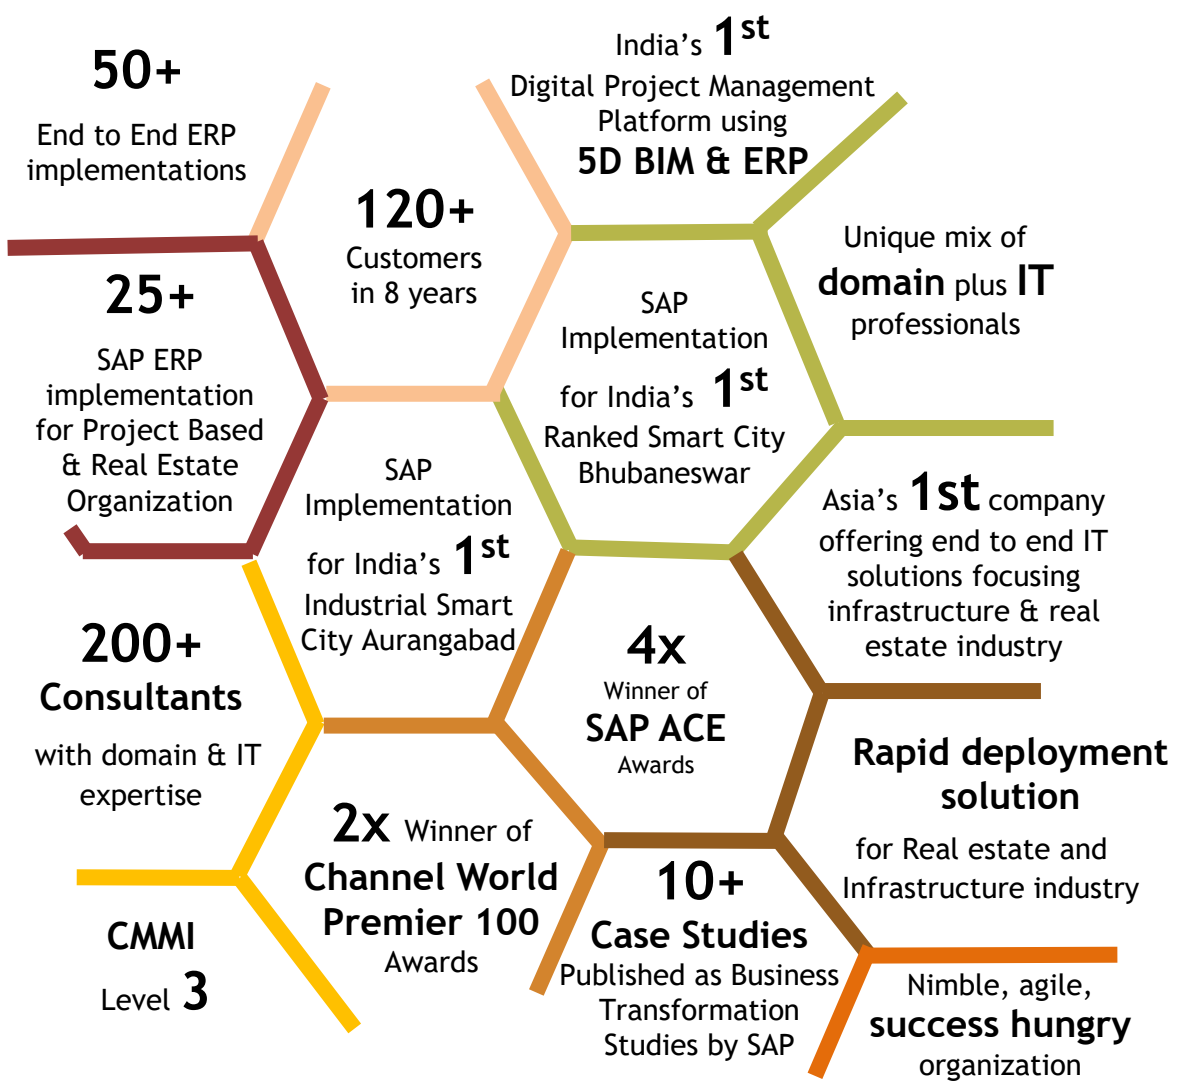 50+
End to End ERP
implementations
120+
Customers
in 8 years
India's 1st
Digital Project Management
Platform using
5D BIM & ERP
Unique mix of
domain plus IT
professionals
25+
SAP ERP
implementation
for Project Based
& Real Estate
Organization
SAP
Implementation
for India's 1st
Ranked Smart City
Bhubaneswar
SAP
Implementation
for India's 1st
Industrial Smart
City Aurangabad
Asia's 1st company
offering end to end IT
solutions focusing
infrastructure & real
estate industry
200+
Consultants
with domain & IT
expertise
4x
Winner of
SAP ACE
Awards
Rapid deployment
solution
for Real estate and
Infrastructure industry
2x Winner of
Channel World
Premier 100
Awards
CMMI
Level 3
10+
Case Studies
Published as Business
Transformation
Studies by SAP
Nimble, agile,
success hungry
organization